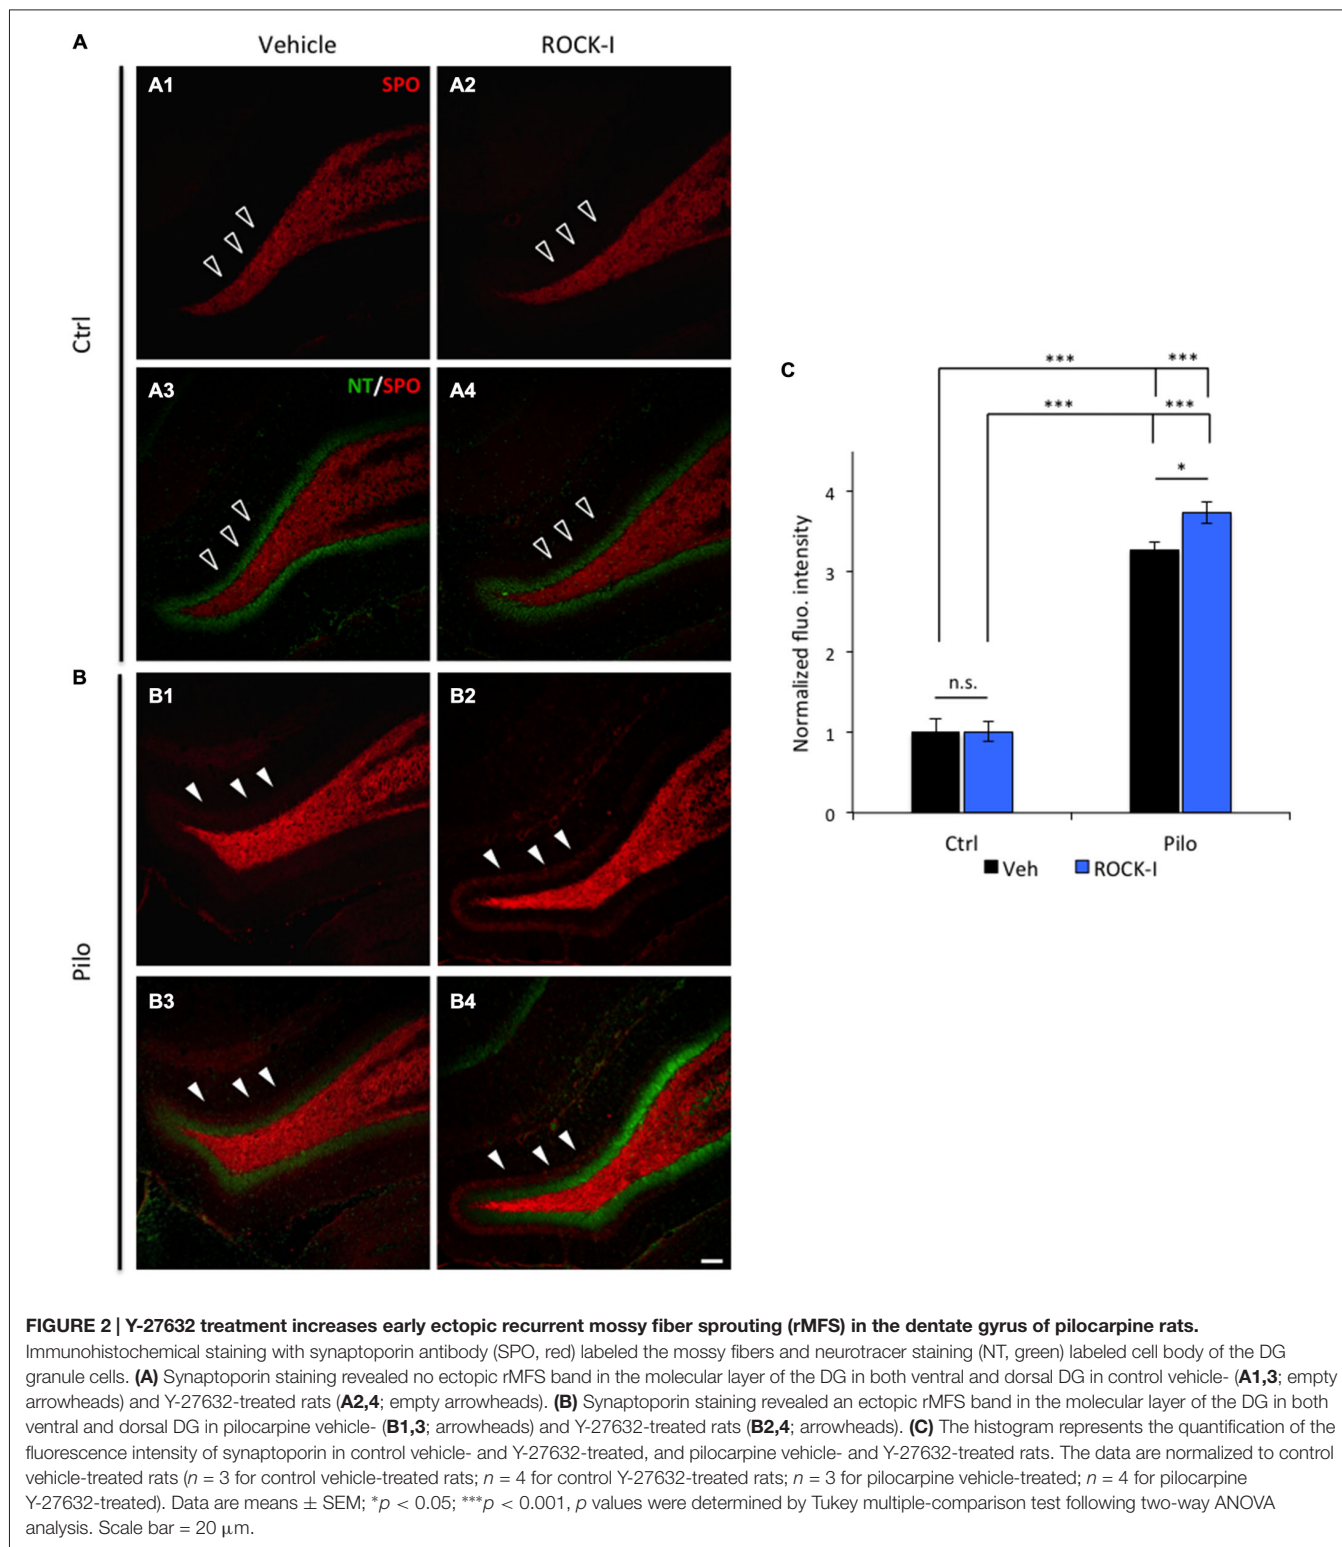 A
Vehicle
ROCK-I
Ctrl
A1
SPO
A2
A3
NT/SPO
A4
B
Pilo
B1
B2
B3
B4
C
***
***
***
***
*
n.s.
Normalized fluo. intensity
4
3
2
1
0
Ctrl
Pilo
Veh
ROCK-I
FIGURE 2 | Y-27632 treatment increases early ectopic recurrent mossy fiber sprouting (rMFS) in the dentate gyrus of pilocarpine rats.
Immunohistochemical staining with synaptoporin antibody (SPO, red) labeled the mossy fibers and neurotracer staining (NT, green) labeled cell body of the DG
granule cells. (A) Synaptoporin staining revealed no ectopic rMFS band in the molecular layer of the DG in both ventral and dorsal DG in control vehicle- (A1,3; empty
arrowheads) and Y-27632-treated rats (A2,4; empty arrowheads). (B) Synaptoporin staining revealed an ectopic rMFS band in the molecular layer of the DG in both
ventral and dorsal DG in pilocarpine vehicle- (B1,3; arrowheads) and Y-27632-treated rats (B2,4; arrowheads). (C) The histogram represents the quantification of the
fluorescence intensity of synaptoporin in control vehicle- and Y-27632-treated, and pilocarpine vehicle- and Y-27632-treated rats. The data are normalized to control
vehicle-treated rats (n = 3 for control vehicle-treated rats; n = 4 for control Y-27632-treated rats; n = 3 for pilocarpine vehicle-treated; n = 4 for pilocarpine
Y-27632-treated). Data are means ± SEM; *p < 0.05; ***p < 0.001, p values were determined by Tukey multiple-comparison test following two-way ANOVA
analysis. Scale bar = 20 μm.